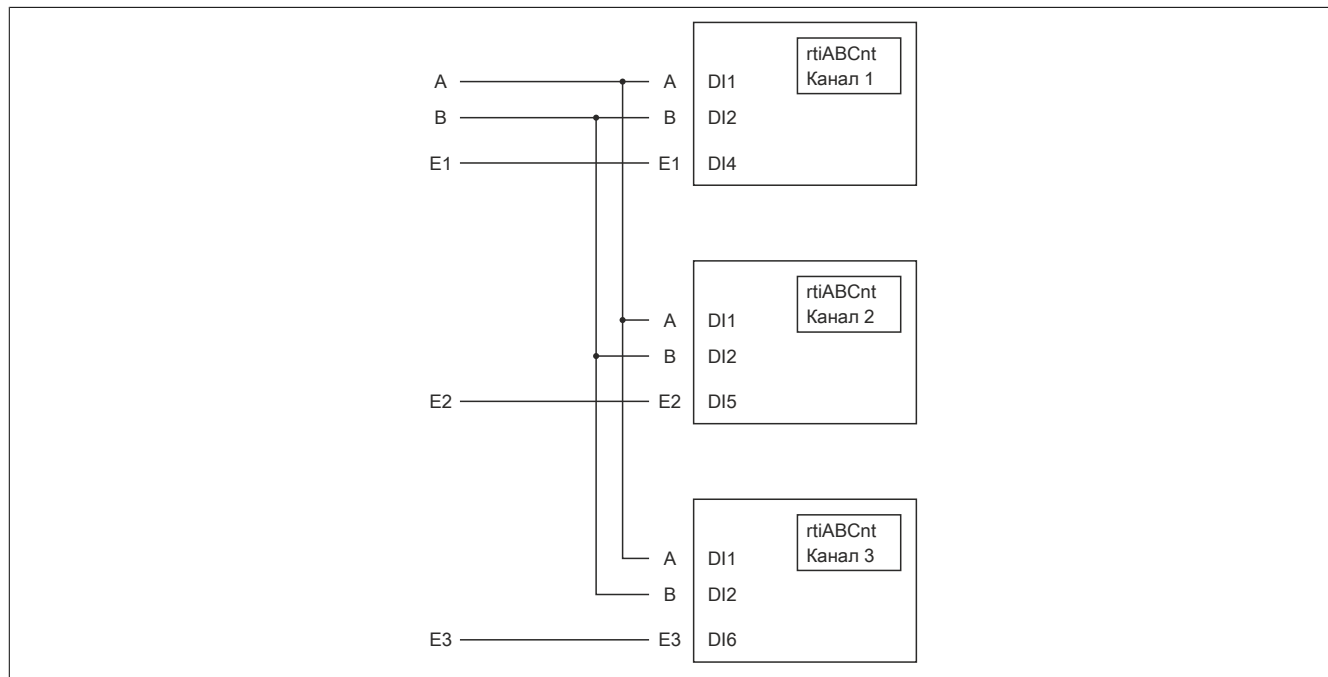 rtiABCnt
Канал 1
A A DI1
B B DI2
E1 E1 DI4
rtiABCnt
Канал 2
A DI1
B DI2
E2 E2 DI5
rtiABCnt
Канал 3
A DI1
B DI2
E3 E3 DI6